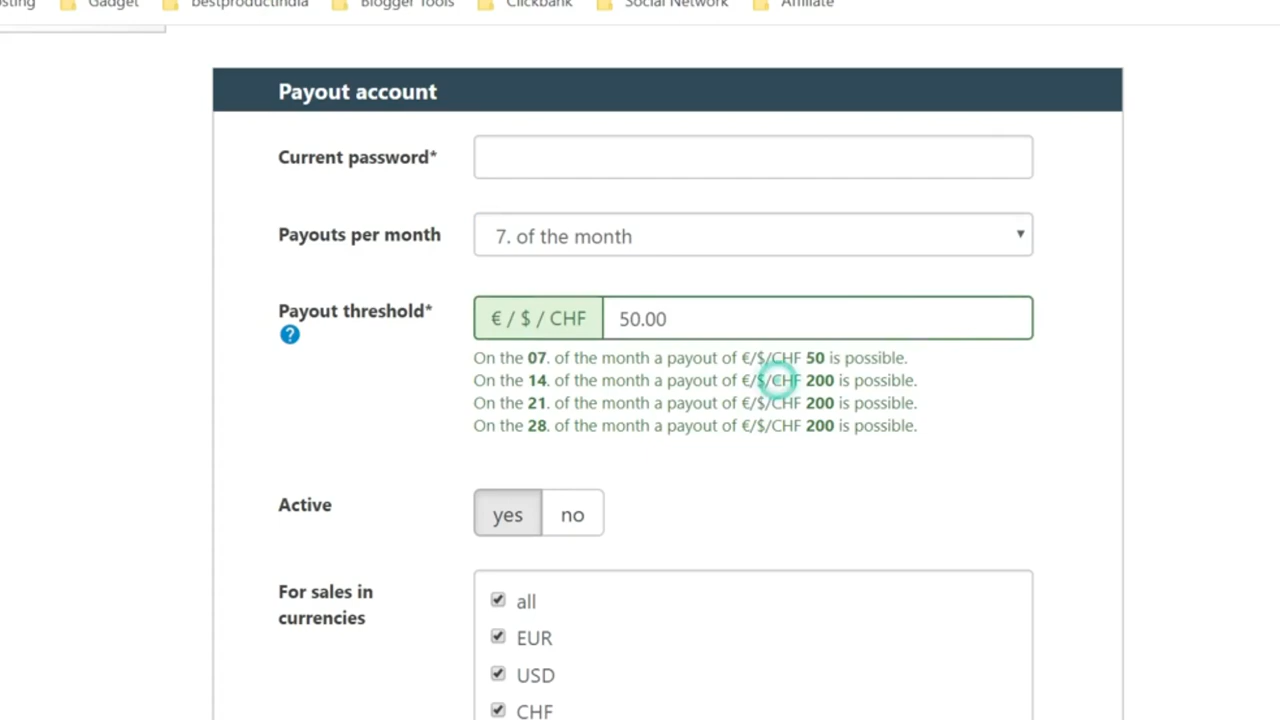 osting Gadget bestproductindia Blogger Tools Clickbank Social Network Affiliate
Payout account
Current password*
Payouts per month 7. of the month
Payout threshold* € / $ / CHF 50.00
?
On the 07. of the month a payout of €/$/CHF 50 is possible.
On the 14. of the month a payout of €/$/CHF 200 is possible.
On the 21. of the month a payout of €/$/CHF 200 is possible.
On the 28. of the month a payout of €/$/CHF 200 is possible.
Active yes no
For sales in
currencies
all
EUR
USD
CHF